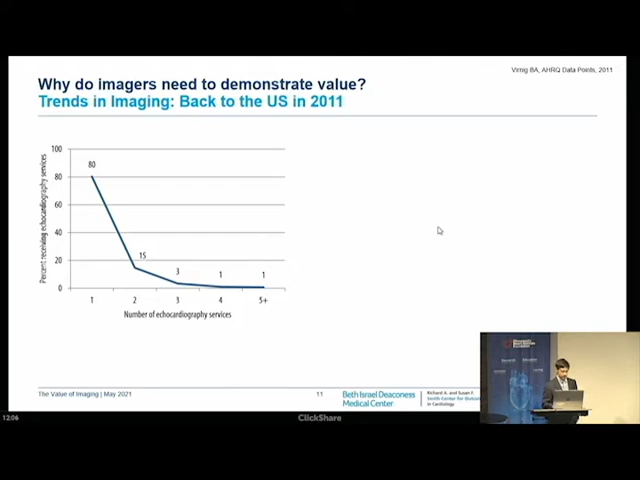 Virnig BA, AHRQ Data Points, 2011
Why do imagers need to demonstrate value?
Trends in Imaging: Back to the US in 2011
Percent receiving echocardiography services
100
80
60
40
20
0
80
15
3
1
1
1
2
3
4
5+
Number of echocardiography services
The Value of Imaging | May 2021
11
Beth Israel Deaconess
Medical Center
Richard A. and Susan F.
Smith Center for
in Cardiology
12:06
ClickShare